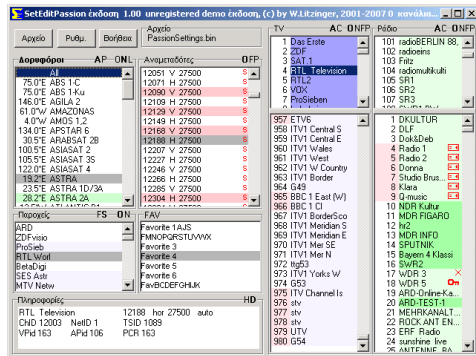 SetEditPassion έκδοση 1.00 unregistered demo έκδοση, (c) by W.Litzinger, 2001-2007
Αρχείο Ρυθμ. Βοήθεια
Αρχείο
PassionSettings.bin
Δορυφόροι AP ONL
All
75.0°E ABS 1-C
75.0°E ABS 1-Ku
146.0°E AGILA 2
61.0°W AMAZONAS
4.0°W AMOS 1,2
134.0°E APSTAR 6
30.5°E ARABSAT 2B
100.5°E ASIASAT 2
105.5°E ASIASAT 3S
122.0°E ASIASAT 4
19.2°E ASTRA
23.5°E ASTRA 1D/3A
28.2°E ASTRA 2A
Αναμεταδότες OFP
12051 V 27500 S
12071 H 27500 S
12090 V 27500 S
12109 H 27500 S
12129 V 27500 S
12149 H 27500 S
12168 V 27500 S
12188 H 27500 S
12207 V 27500 S
12227 H 27500 S
12246 V 27500 S
12266 H 27500 S
12285 V 27500 S
12304 H 27500 S
Παροχείς FS ON
ARD
ZDFvisio
ProSieb
RTL Worl
BetaDigi
SES Astr
MTV Netw
FAV
Favorite 1AJS
FMNOPQRSTUVWX
Favorite 3
Favorite 4
Favorite 5
Favorite 6
FavBCDEFGHIJK
Πληροφορίες HD
RTL Television 12188 hor 27500 auto
CHID 12003 NetID 1 TSID 1089
VPid 163 APid 106 PCR 163
TV AC ONFP
1 Das Erste
2 ZDF
3 SAT.1
4 RTL Television
5 RTL2
6 VOX
7 ProSieben
957 ETV6
958 ITV1 Central S
959 ITV1 Central E
960 ITV1 Wales
961 ITV1 West
962 ITV1 W Country
963 ITV1 Border
964 G49
965 BBC 1 East (W)
966 BBC 1 CI
967 ITV1 BorderSco
968 ITV1 Meridian S
969 ITV1 Meridian E
970 ITV1 Mer SE
971 ITV1 Mer N
972 ttg53
973 ITV1 Yorks W
974 G53
975 ITV Channel Is
976 stv
977 stv
978 stv
979 UTV
980 G54
Ράδιο AC ONFP
101 radioBERLIN 88,
102 radioeins
103 Fritz
104 radiomultikulti
105 SR1
106 SR2
107 SR3
1 DKULTUR
2 DLF
3 Dok&Deb
4 Radio 1
5 Radio 2
6 Donna
7 Studio Brus...
8 Klara
9 Q-music
10 NDR Kultur
11 MDR FIGARO
12 hr2
13 MDR INFO
14 SPUTNIK
15 Bayern 4 Klassi
16 SWR2
17 WDR 3
18 WDR 5
19 ARD-Online-Ka...
20 ARD-TEST-1
21 MEHRKANALT...
22 ROCK ANT EN...
23 ERF Radio
24 sunshine live
25 ANTENNE BA